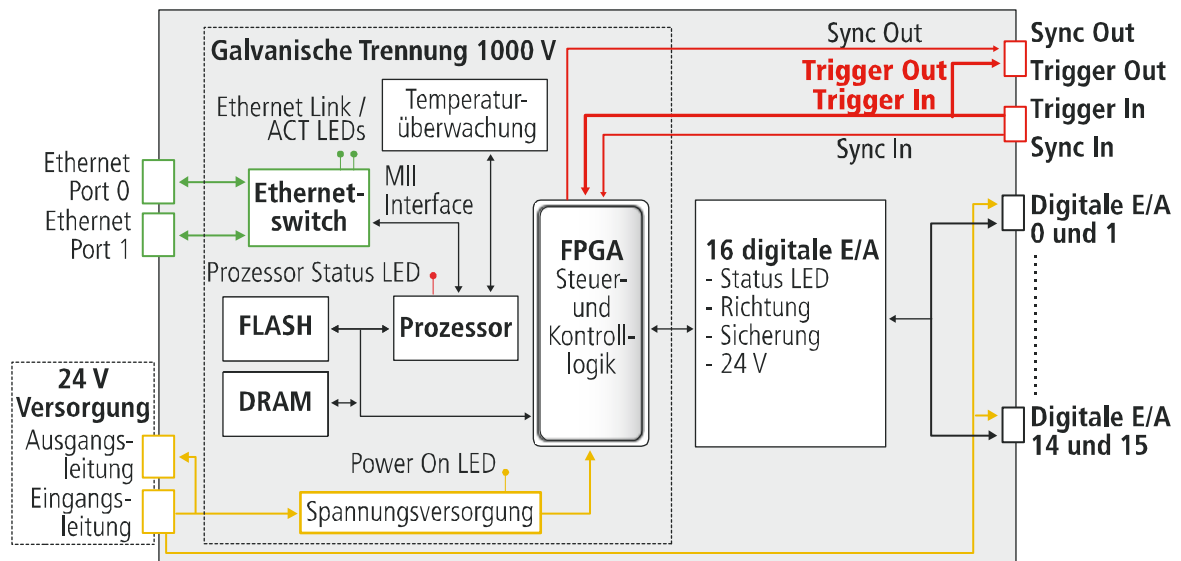 Galvanische Trennung 1000 V
Sync Out
Trigger Out
Trigger In
Sync In
Sync Out
Trigger Out
Trigger In
Sync In
Ethernet Link /
ACT LEDs
Temperatur-
überwachung
Ethernet
Port 0
Ethernet
Port 1
Ethernet-
switch
MII
Interface
Prozessor Status LED
FLASH
Prozessor
DRAM
FPGA
Steuer-
und
Kontroll-
logik
16 digitale E/A
- Status LED
- Richtung
- Sicherung
- 24 V
Digitale E/A
0 und 1
Digitale E/A
14 und 15
24 V
Versorgung
Ausgangs-
leitung
Eingangs-
leitung
Power On LED
Spannungsversorgung